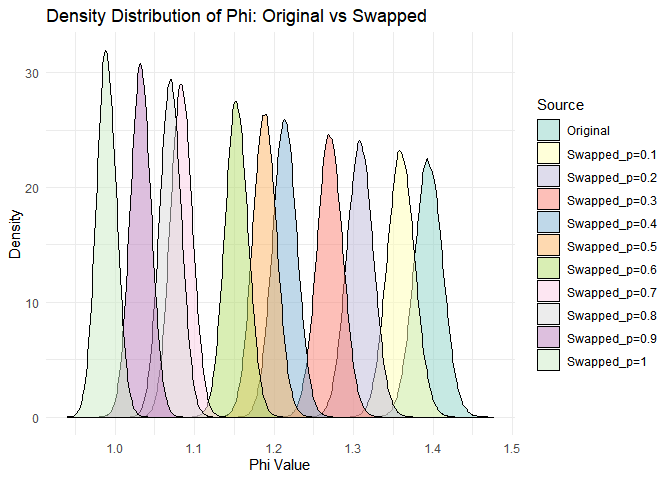 Density Distribution of Phi: Original vs Swapped
Density
30
20
10
0
1.0
1.1
1.2
1.3
1.4
1.5
Phi Value
Source
Original
Swapped_p=0.1
Swapped_p=0.2
Swapped_p=0.3
Swapped_p=0.4
Swapped_p=0.5
Swapped_p=0.6
Swapped_p=0.7
Swapped_p=0.8
Swapped_p=0.9
Swapped_p=1